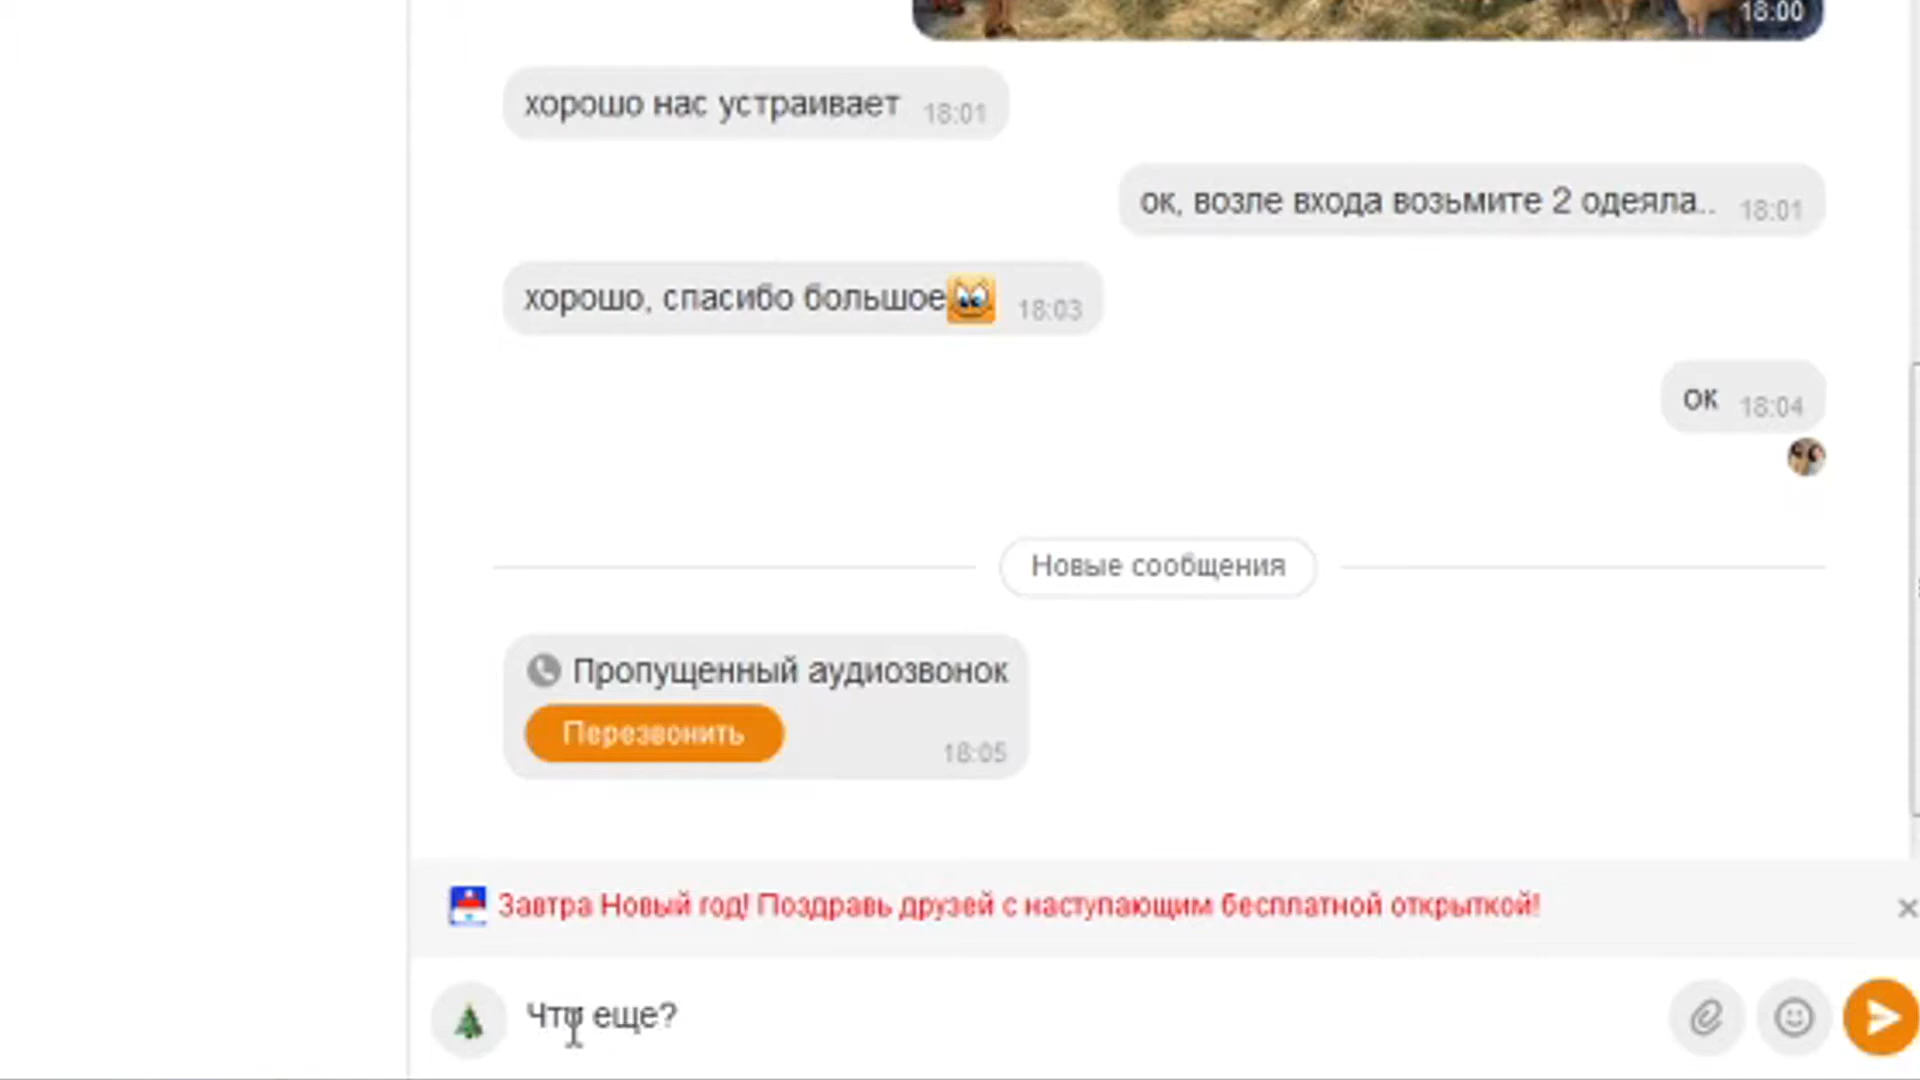 18:00
хорошо нас устраивает 18:01
ок, возле входа возьмите 2 одеяла.. 18:01
хорошо, спасибо большое 18:03
ок 18:04
Новые сообщения
Пропущенный аудиозвонок
Перезвонить
18:05
Завтра Новый год! Поздравь друзей с наступающим бесплатной открыткой!
Что еще?